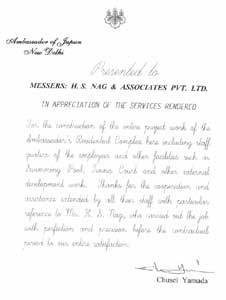 Ambassador of Japan
New Delhi
Presented to
MESSERS: H. S. NAG & ASSOCIATES PVT. LTD.
IN APPRECIATION OF THE SERVICES RENDERED
For the construction of the entire project work of the
Ambassador's Residential Complex here including staff
quarters of the employees and other facilities such as
Swimming Pool, Tennis Court and other external
development work. Thanks for the cooperation and
assistance extended by all their staff with particular
reference to Mr. H. S. Nag, who carried out the job
with perfection and precision before the contractual
period to our entire satisfaction.
Chusei Yamada